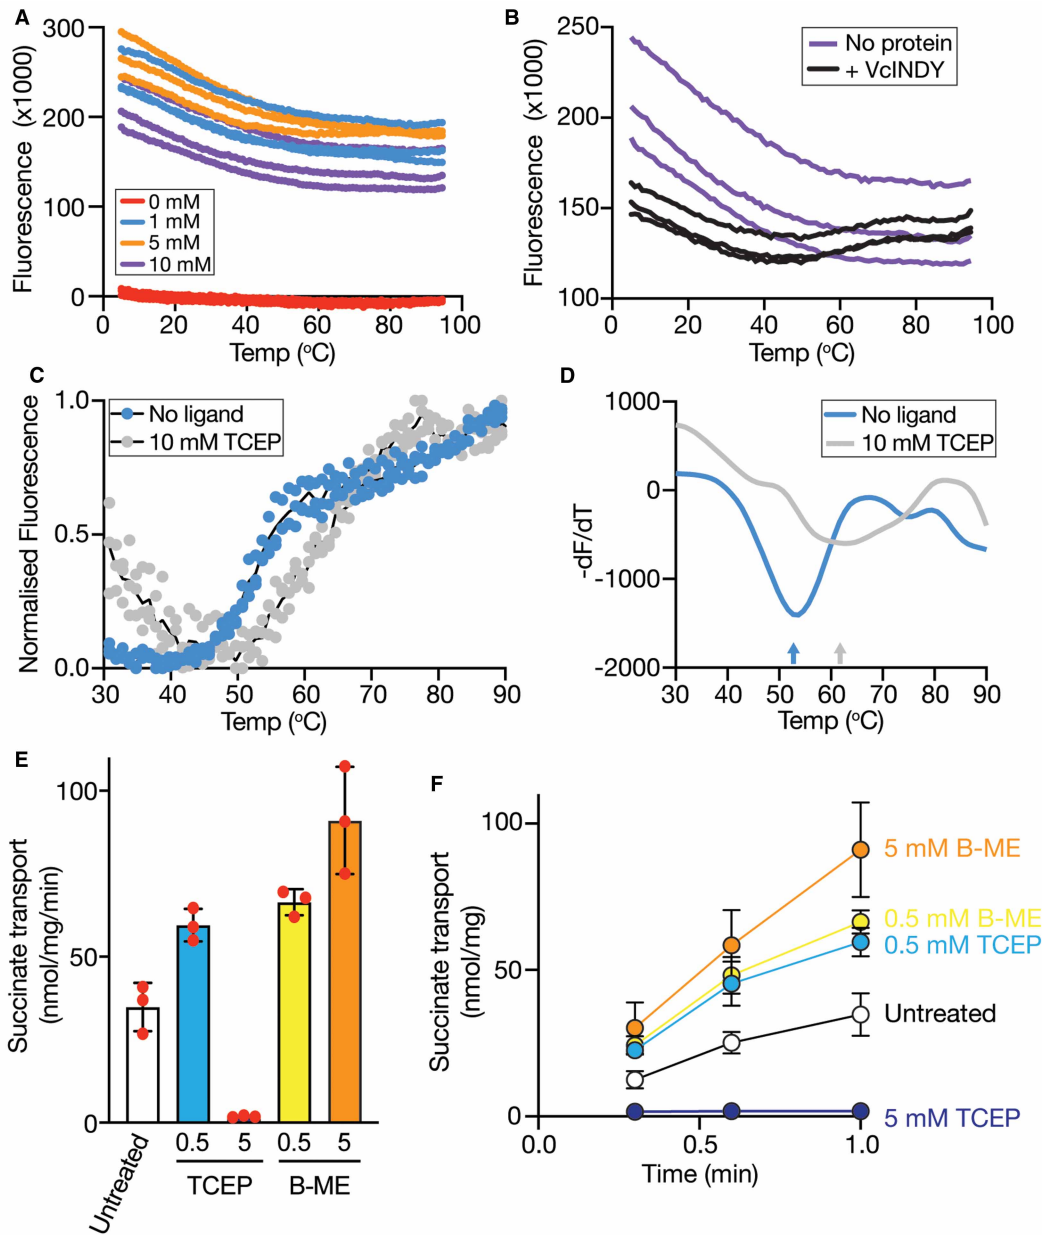 A
300
200
100
0
Fluorescence (x1000)
0 mM
1 mM
5 mM
10 mM
0 20 40 60 80 100
Temp (°C)
B
250
200
150
100
Fluorescence (x1000)
No protein
+ VcINDY
0 20 40 60 80 100
Temp (°C)
C
1.0
0.5
0.0
Normalised Fluorescence
No ligand
10 mM TCEP
30 40 50 60 70 80 90
Temp (°C)
D
1000
0
-1000
-2000
-dF/dT
No ligand
10 mM TCEP
30 40 50 60 70 80 90
Temp (°C)
E
100
50
0
Succinate transport
(nmol/mg/min)
Untreated
0.5 5
TCEP
0.5 5
B-ME
F
100
50
0
Succinate transport
(nmol/mg)
5 mM B-ME
0.5 mM B-ME
0.5 mM TCEP
Untreated
5 mM TCEP
0.0 0.5 1.0
Time (min)